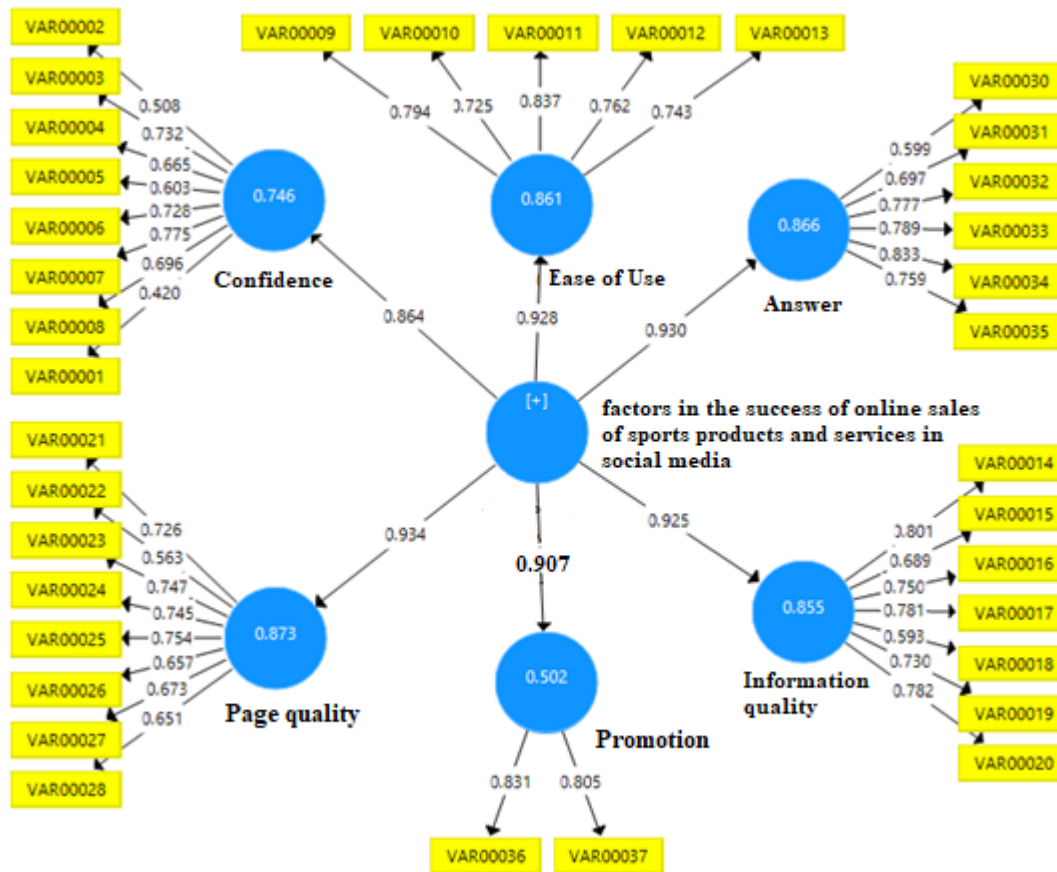 VAR00002
VAR00003
VAR00004
VAR00005
VAR00006
VAR00007
VAR00008
VAR00001
0.508
0.732
0.665
0.603
0.728
0.775
0.696
0.420
0.746
Confidence
VAR00009
VAR00010
VAR00011
VAR00012
VAR00013
0.794
0.725
0.837
0.762
0.743
0.861
Ease of Use
VAR00030
VAR00031
VAR00032
VAR00033
VAR00034
VAR00035
0.599
0.697
0.777
0.789
0.833
0.759
0.866
Answer
0.864
0.928
0.930
[+]
factors in the success of online sales
of sports products and services in
social media
0.934
0.907
0.925
VAR00021
VAR00022
VAR00023
VAR00024
VAR00025
VAR00026
VAR00027
VAR00028
0.726
0.563
0.747
0.745
0.754
0.657
0.673
0.651
0.873
Page quality
0.502
Promotion
0.831
0.805
VAR00036
VAR00037
VAR00014
VAR00015
VAR00016
VAR00017
VAR00018
VAR00019
VAR00020
0.801
0.689
0.750
0.781
0.593
0.730
0.782
0.855
Information
quality